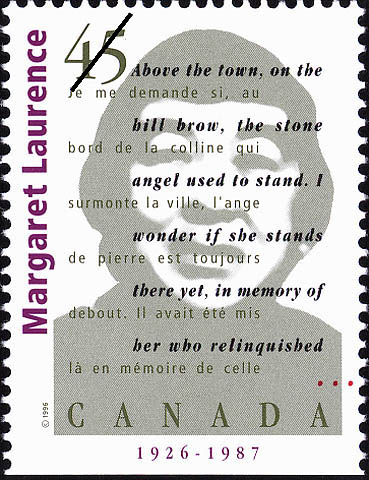 45
Margaret Laurence
Above the town, on the
Je me demande si, au
hill brow, the stone
bord de la colline qui
angel used to stand. I
surmonte la ville, l'ange
wonder if she stands
de pierre est toujours
there yet, in memory of
debout. Il avait été mis
her who relinquished
là en mémoire de celle
...
© 1996
CANADA
1926-1987